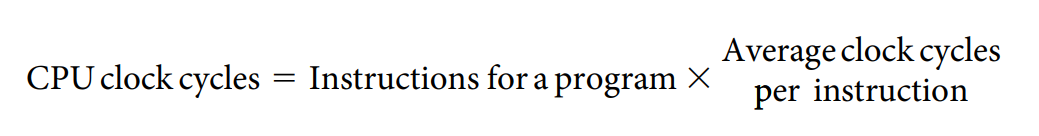 CPU clock cycles = Instructions for a program × Average clock cycles
per instruction